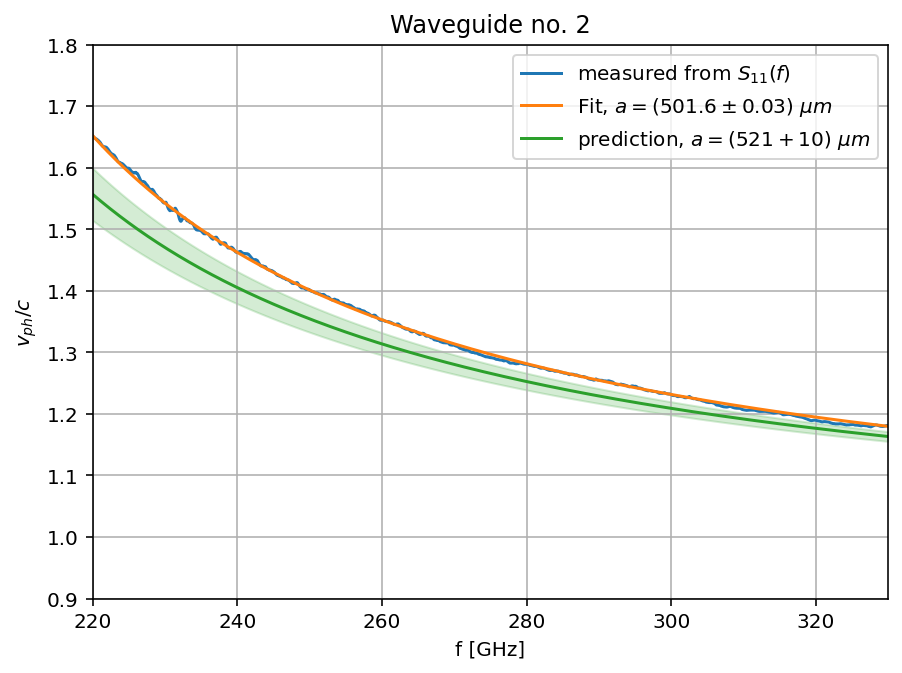 Waveguide no. 2
measured from S₁₁(f)
Fit, a = (501.6 ± 0.03) μm
prediction, a = (521 + 10) μm
1.8
1.7
1.6
1.5
1.4
1.3
1.2
1.1
1.0
0.9
v_ph/c
220 240 260 280 300 320
f [GHz]